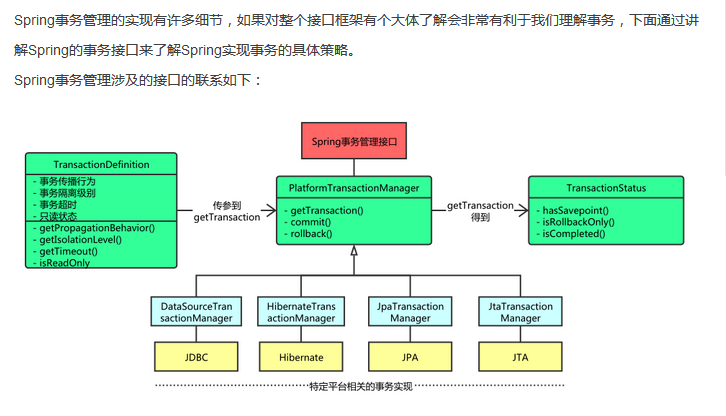 Spring事务管理的实现有许多细节，如果对整个接口框架有个大体了解会非常有利于我们理解事务，下面通过讲
解Spring的事务接口来了解Spring实现事务的具体策略。
Spring事务管理涉及的接口的联系如下：
Spring事务管理接口
TransactionDefinition
- 事务传播行为
- 事务隔离级别
- 事务超时
- 只读状态
- getPropagationBehavior()
- getIsolationLevel()
- getTimeout()
- isReadOnly
传参到
getTransaction
PlatformTransactionManager
- getTransaction()
- commit()
- rollback()
getTransaction
得到
TransactionStatus
- hasSavepoint()
- isRollbackOnly()
- isCompleted()
DataSourceTran
sactionManager
HibernateTrans
actionManager
JpaTransaction
Manager
JtaTransaction
Manager
JDBC
Hibernate
JPA
JTA
特定平台相关的事务实现